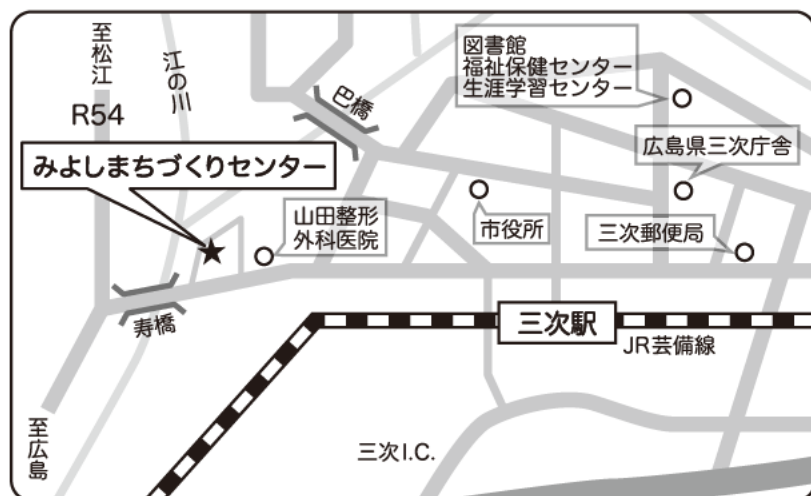 至松江
江の川
R54
巴橋
図書館
福祉保健センター
生涯学習センター
広島県三次庁舎
みよしまちづくりセンター
山田整形
外科医院
市役所
三次郵便局
寿橋
三次駅
JR芸備線
至広島
三次I.C.